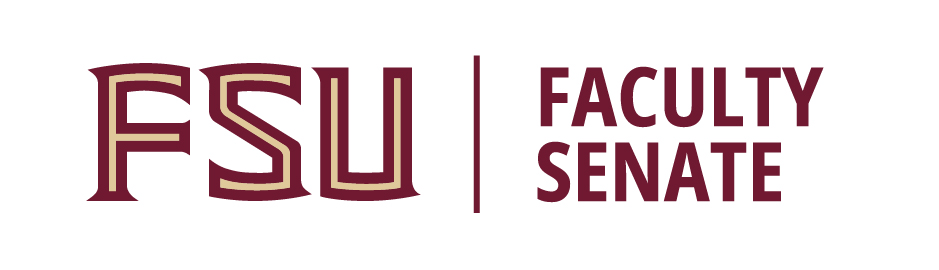 FSU
FACULTY
SENATE